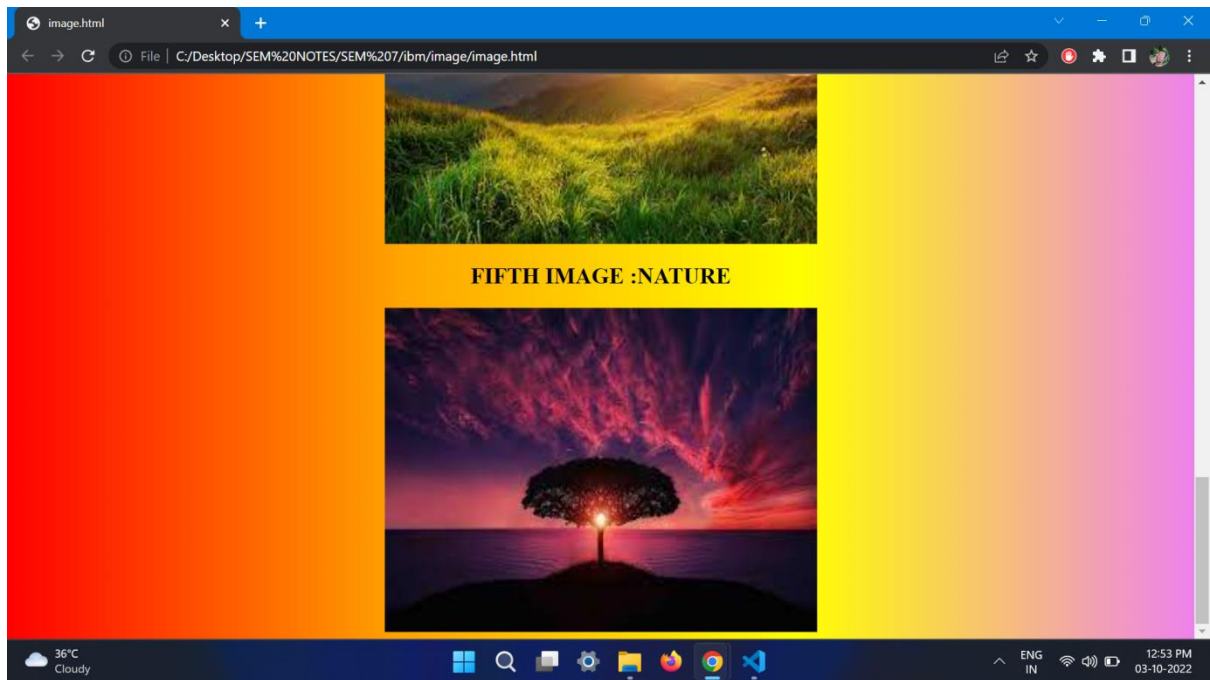 image.html
File | C:/Desktop/SEM%20NOTES/SEM%207/ibm/image/image.html
FIFTH IMAGE :NATURE
36°C
Cloudy
ENG
IN
12:53 PM
03-10-2022